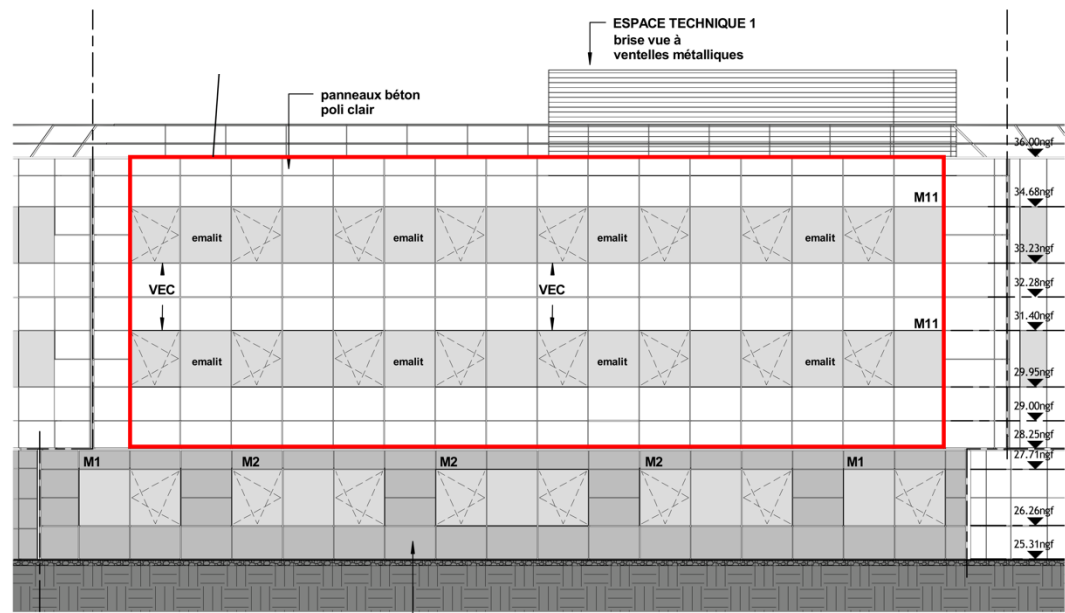 ESPACE TECHNIQUE 1
brise vue à
ventelles métalliques
panneaux béton
poli clair
36.00ngf
M11
34.68ngf
emalit
emalit
emalit
emalit
33.23ngf
VEC
VEC
32.28ngf
M11
31.40ngf
emalit
emalit
emalit
emalit
29.95ngf
29.00ngf
28.25ngf
M1
M2
M2
M2
M1
27.71ngf
26.26ngf
25.31ngf